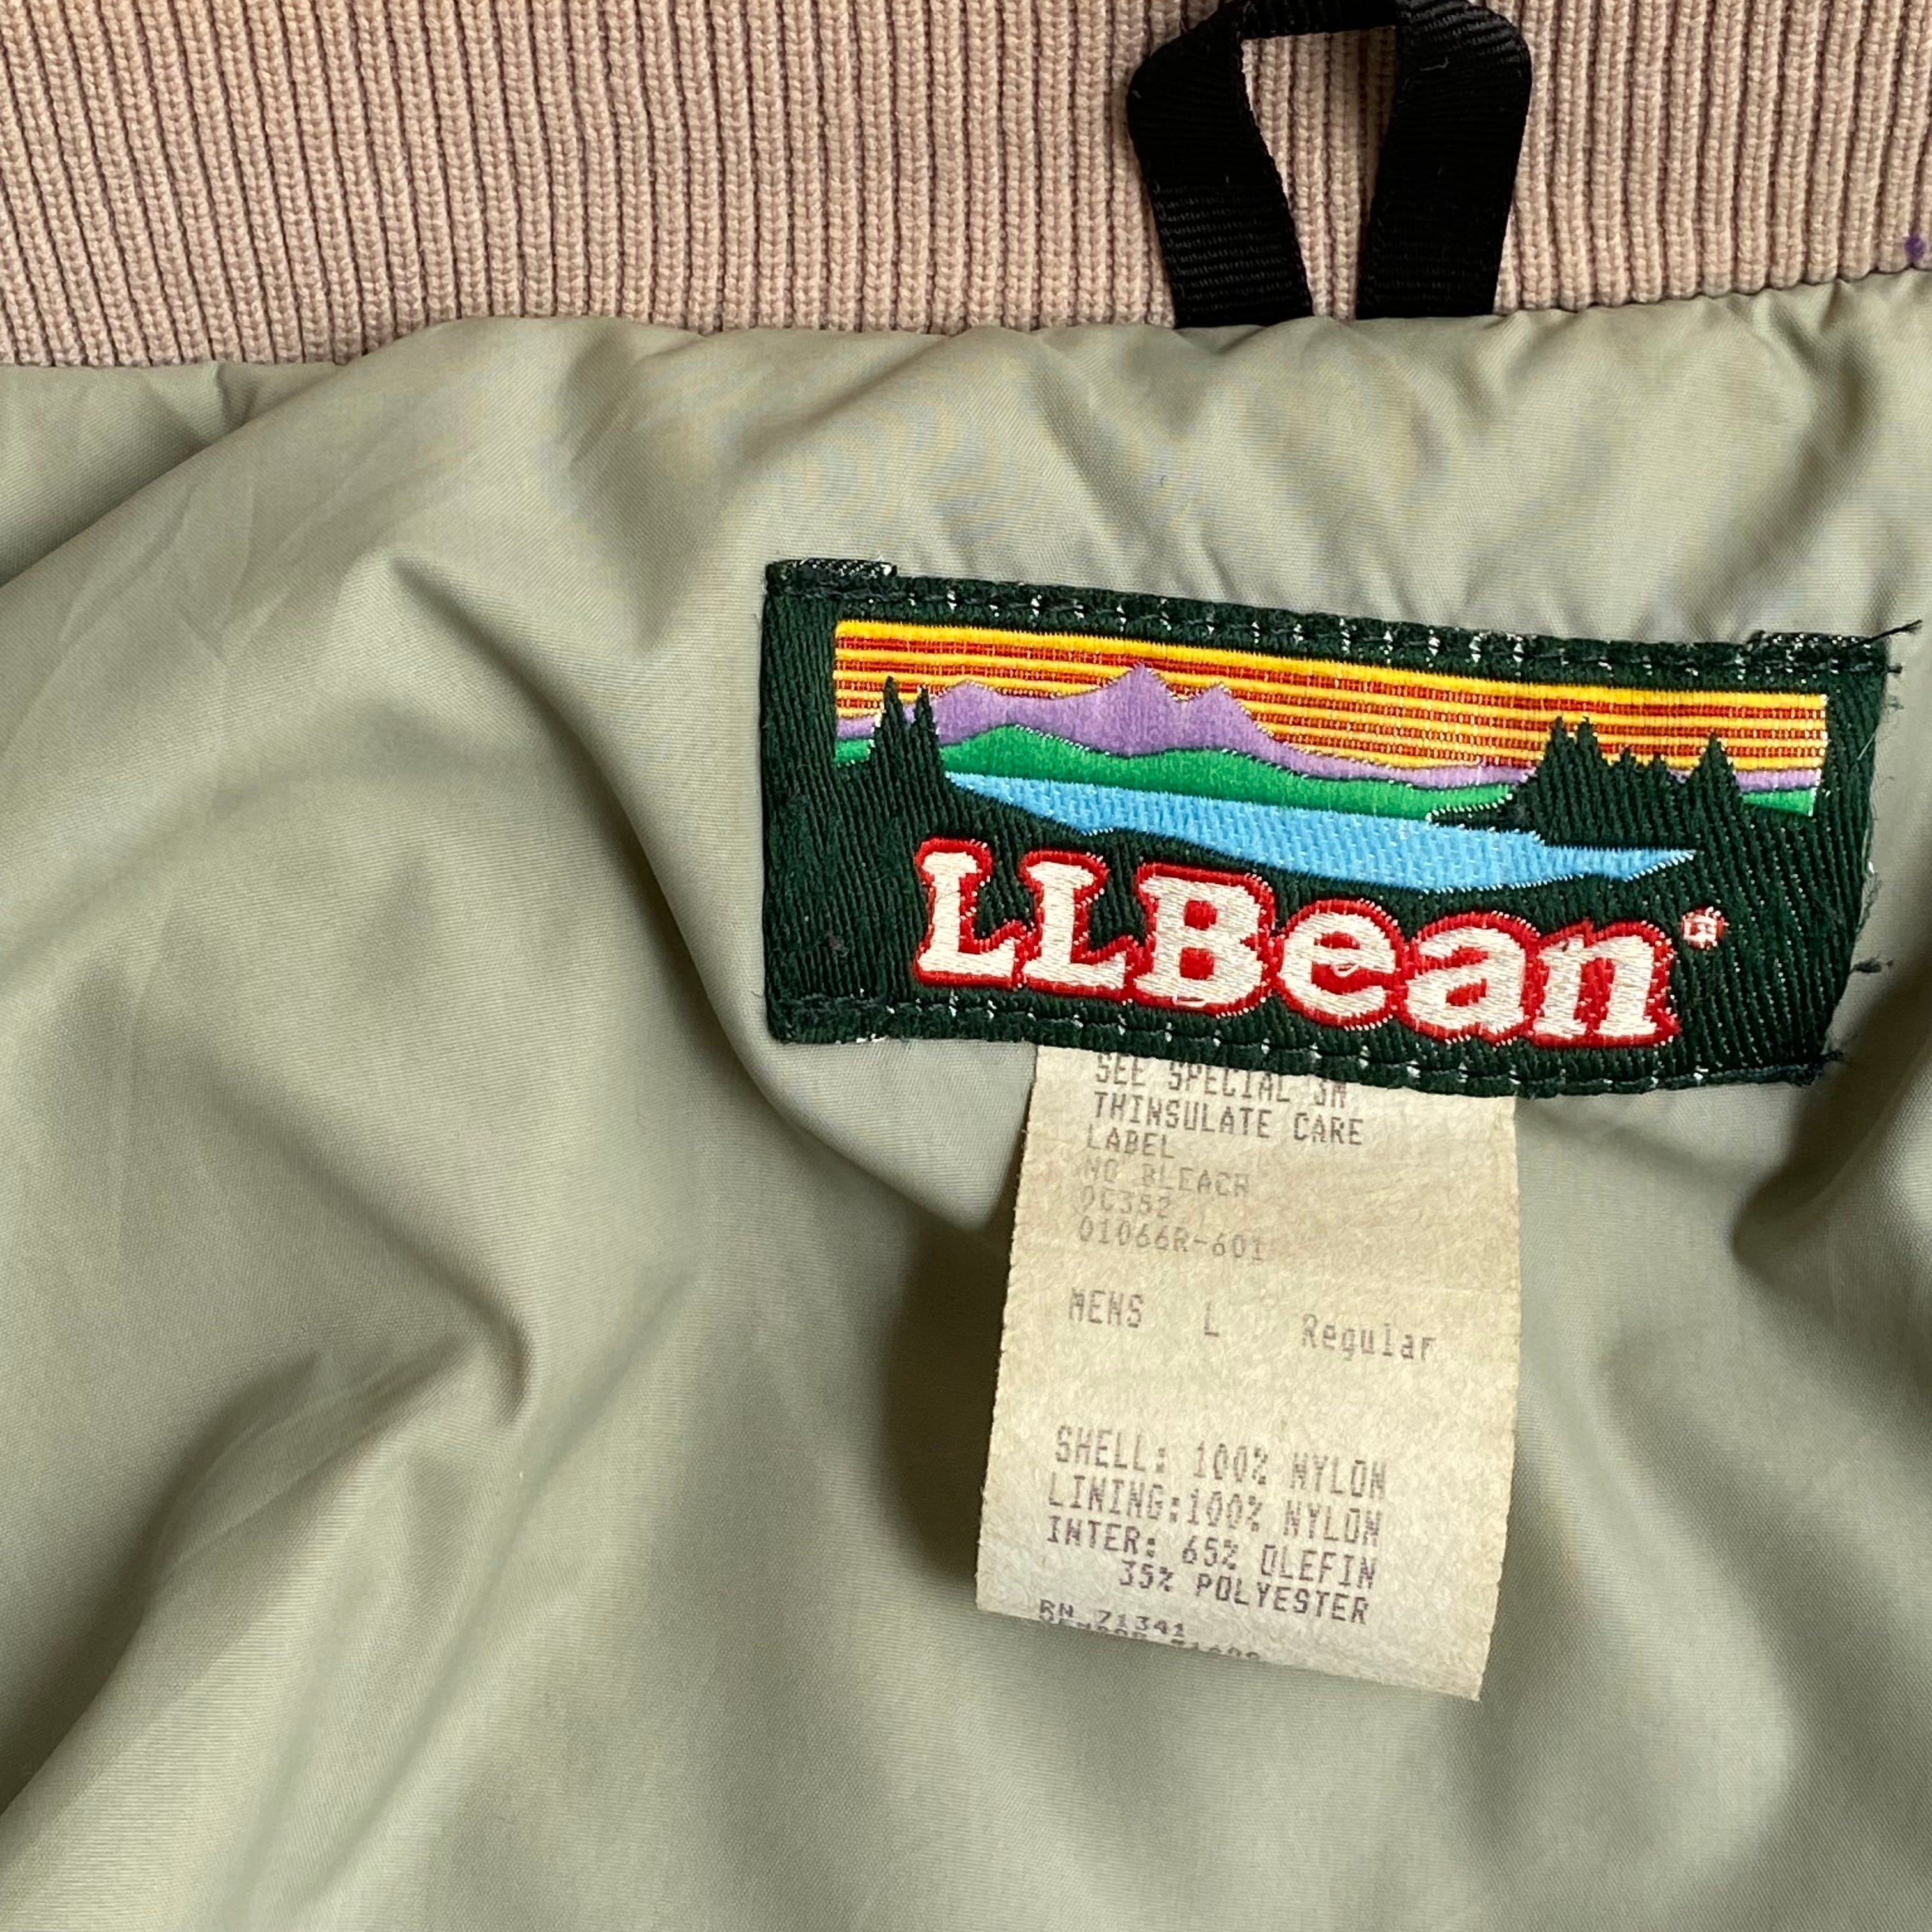 LLBean®
SEE SPECIAL 3M
THINSULATE CARE
LABEL
NO BLEACH
0C352
01066R-601
MENS L Regular
SHELL: 100% NYLON
LINING:100% NYLON
INTER: 65% OLEFIN
35% POLYESTER
RN 71341